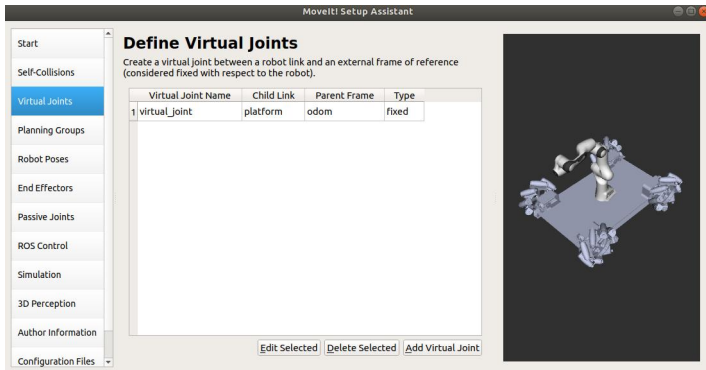 MoveIt! Setup Assistant
Start
Self-Collisions
Virtual Joints
Planning Groups
Robot Poses
End Effectors
Passive Joints
ROS Control
Simulation
3D Perception
Author Information
Configuration Files
Define Virtual Joints
Create a virtual joint between a robot link and an external frame of reference
(considered fixed with respect to the robot).
Virtual Joint Name Child Link Parent Frame Type
1 virtual_joint platform odom fixed
Edit Selected Delete Selected Add Virtual Joint